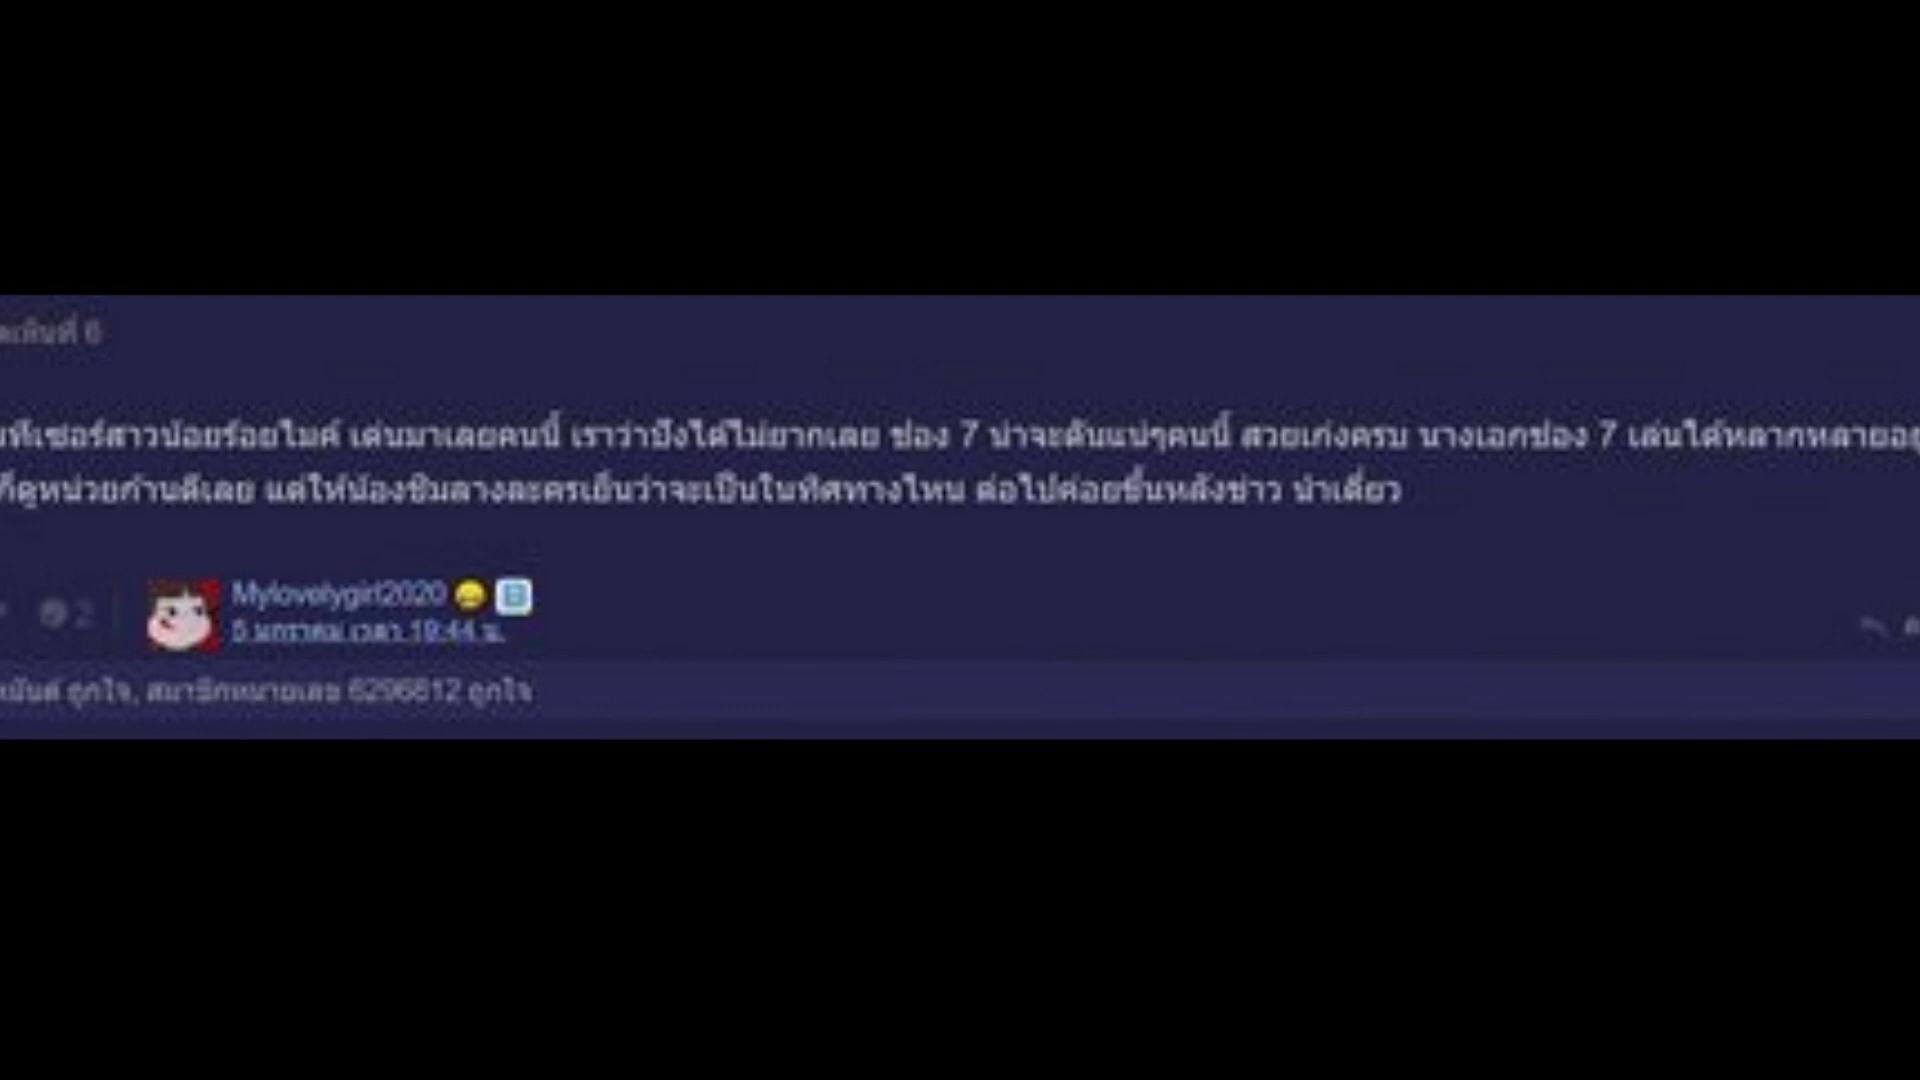 ความเห็นที่ 6
ทีเซอร์สาวน้อยร้อยไมค์ เด่นมาเลยคนนี้ เราว่าปังได้ไม่ยากเลย ช่อง 7 น่าจะดันแน่ๆคนนี้ สวยเก่งครบ นางเอกช่อง 7 เล่นได้หลากหลาย
ก็ดูหน่วยก้านดีเลย แต่ให้น้องชิมลางละครเย็นว่าจะเป็นในทิศทางไหน ต่อไปค่อยขึ้นหลังข่าว นำเดี่ยว
2
Mylovelygirl2020
5 มกราคม เวลา 19:44 น.
ถูกใจ, สมาชิกหมายเลข 6296812 ถูกใจ